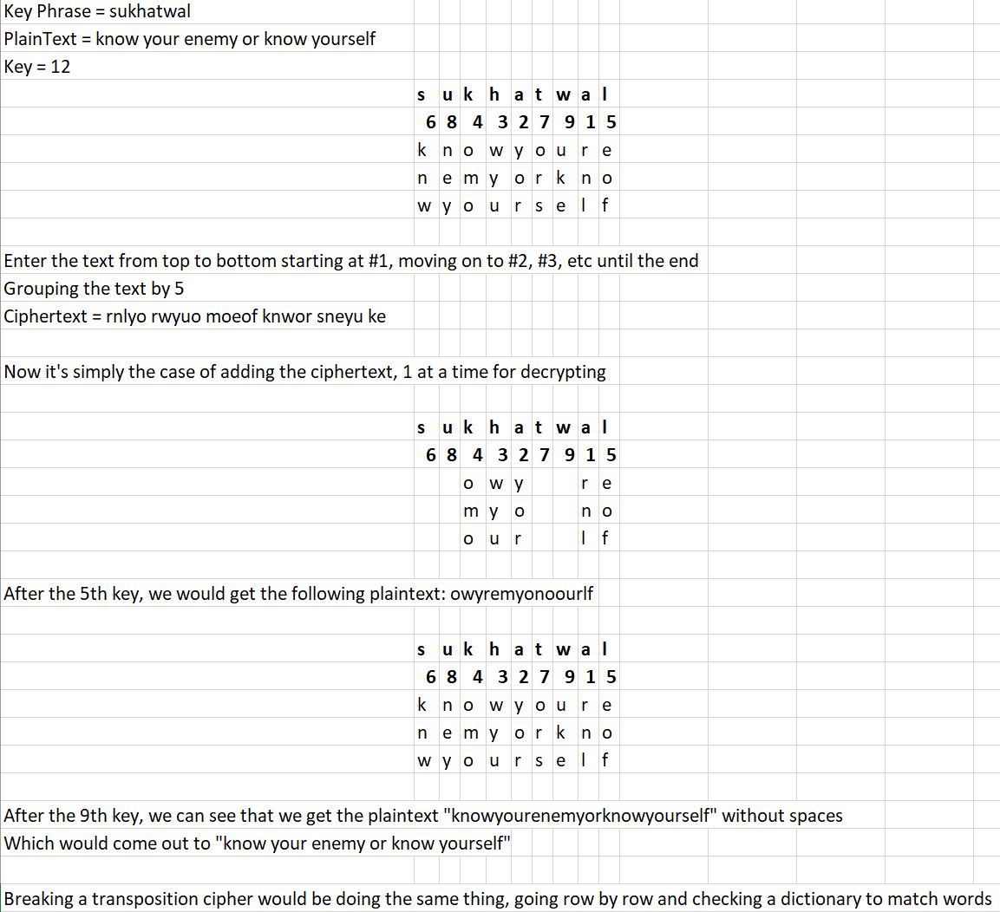 Key Phrase = sukhatwal
PlainText = know your enemy or know yourself
Key = 12
s u k h a t w a l
6 8 4 3 2 7 9 1 5
k n o w y o u r e
n e m y o r k n o
w y o u r s e l f
Enter the text from top to bottom starting at #1, moving on to #2, #3, etc until the end
Grouping the text by 5
Ciphertext = rnlyo rwyuo moeof knwor sneyu ke
Now it's simply the case of adding the ciphertext, 1 at a time for decrypting
s u k h a t w a l
6 8 4 3 2 7 9 1 5
o w y r e
m y o n o
o u r l f
After the 5th key, we would get the following plaintext: owyremyonoourlf
s u k h a t w a l
6 8 4 3 2 7 9 1 5
k n o w y o u r e
n e m y o r k n o
w y o u r s e l f
After the 9th key, we can see that we get the plaintext "knowyourenemyorknowyourself" without spaces
Which would come out to "know your enemy or know yourself"
Breaking a transposition cipher would be doing the same thing, going row by row and checking a dictionary to match words